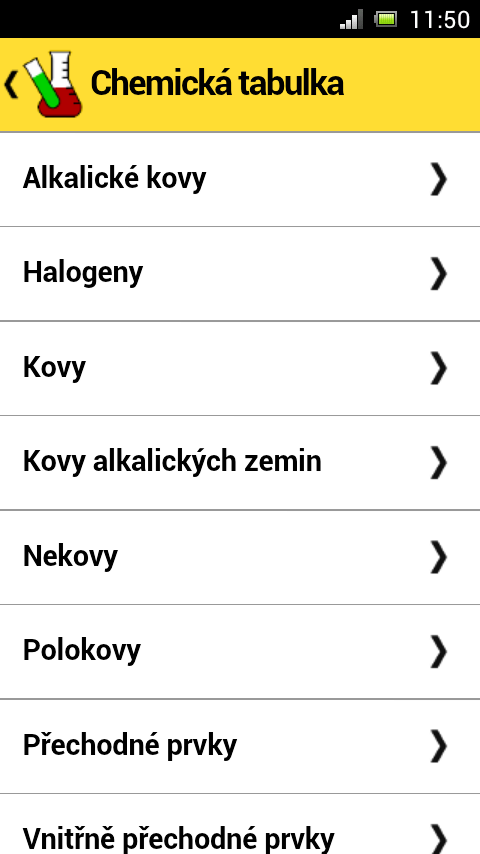 11:50
Chemická tabulka
Alkalické kovy
Halogeny
Kovy
Kovy alkalických zemin
Nekovy
Polokovy
Přechodné prvky
Vnitřně přechodné prvky